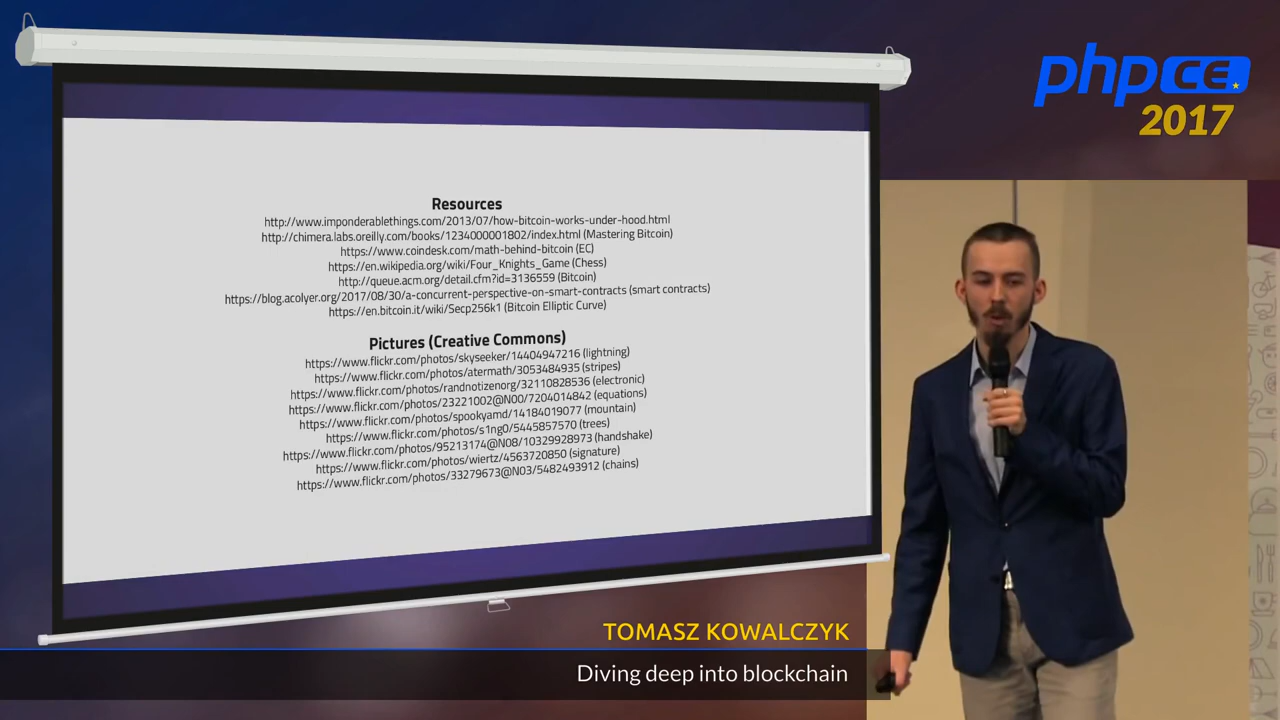 php CE
2017
Resources
http://www.imponderablethings.com/2013/07/how-bitcoin-works-under-hood.html
http://chimera.labs.oreilly.com/books/1234000001802/index.html (Mastering Bitcoin)
https://www.coindesk.com/math-behind-bitcoin (EC)
https://en.wikipedia.org/wiki/Four_Knights_Game (Chess)
http://queue.acm.org/detail.cfm?id=3136559 (Bitcoin)
https://blog.acolyer.org/2017/08/30/a-concurrent-perspective-on-smart-contracts (smart contracts)
https://en.bitcoin.it/wiki/Secp256k1 (Bitcoin Elliptic Curve)
Pictures (Creative Commons)
https://www.flickr.com/photos/skyseeker/14404947216 (lightning)
https://www.flickr.com/photos/atermath/3053484935 (stripes)
https://www.flickr.com/photos/randnotizenorg/32110828536 (electronic)
https://www.flickr.com/photos/23221002@N00/7204014842 (equations)
https://www.flickr.com/photos/spookyamd/14184019077 (mountain)
https://www.flickr.com/photos/s1ng0/5445857570 (trees)
https://www.flickr.com/photos/95213174@N08/10329928973 (handshake)
https://www.flickr.com/photos/wiertz/4563720850 (signature)
https://www.flickr.com/photos/33279673@N03/5482493912 (chains)
TOMASZ KOWALCZYK
Diving deep into blockchain